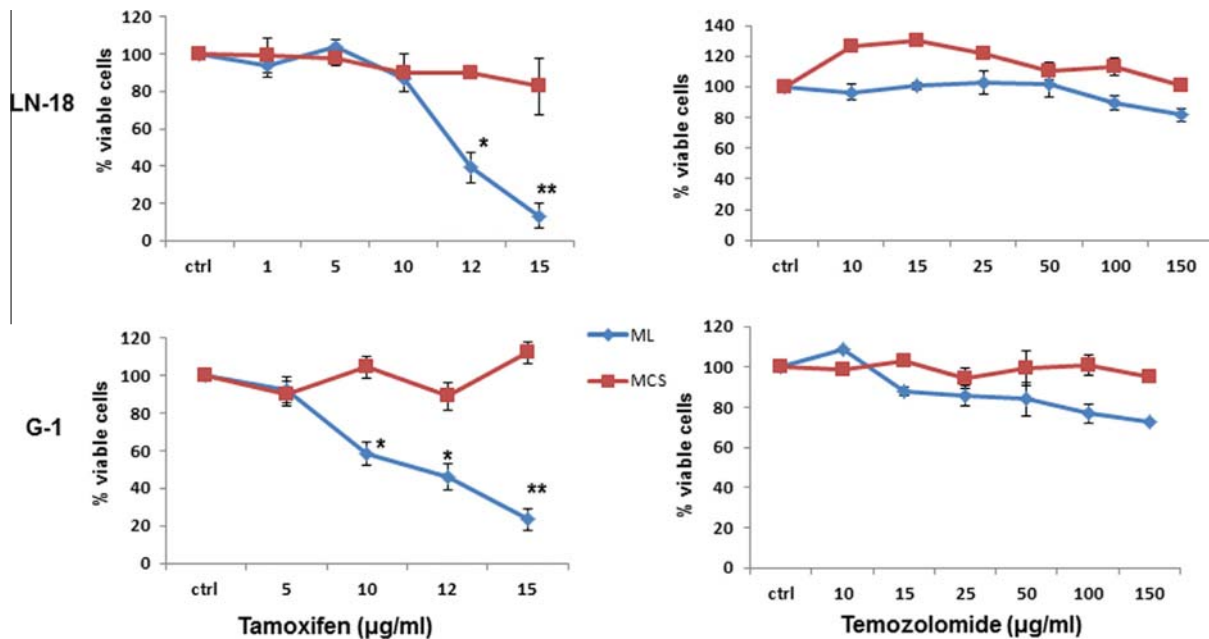 LN-18
% viable cells
120
100
80
60
40
20
0
*
**
ctrl 1 5 10 12 15
% viable cells
140
120
100
80
60
40
20
0
ctrl 10 15 25 50 100 150
G-1
% viable cells
120
100
80
60
40
20
0
*
*
**
ctrl 5 10 12 15
Tamoxifen (µg/ml)
ML
MCS
% viable cells
120
100
80
60
40
20
0
ctrl 10 15 25 50 100 150
Temozolomide (µg/ml)